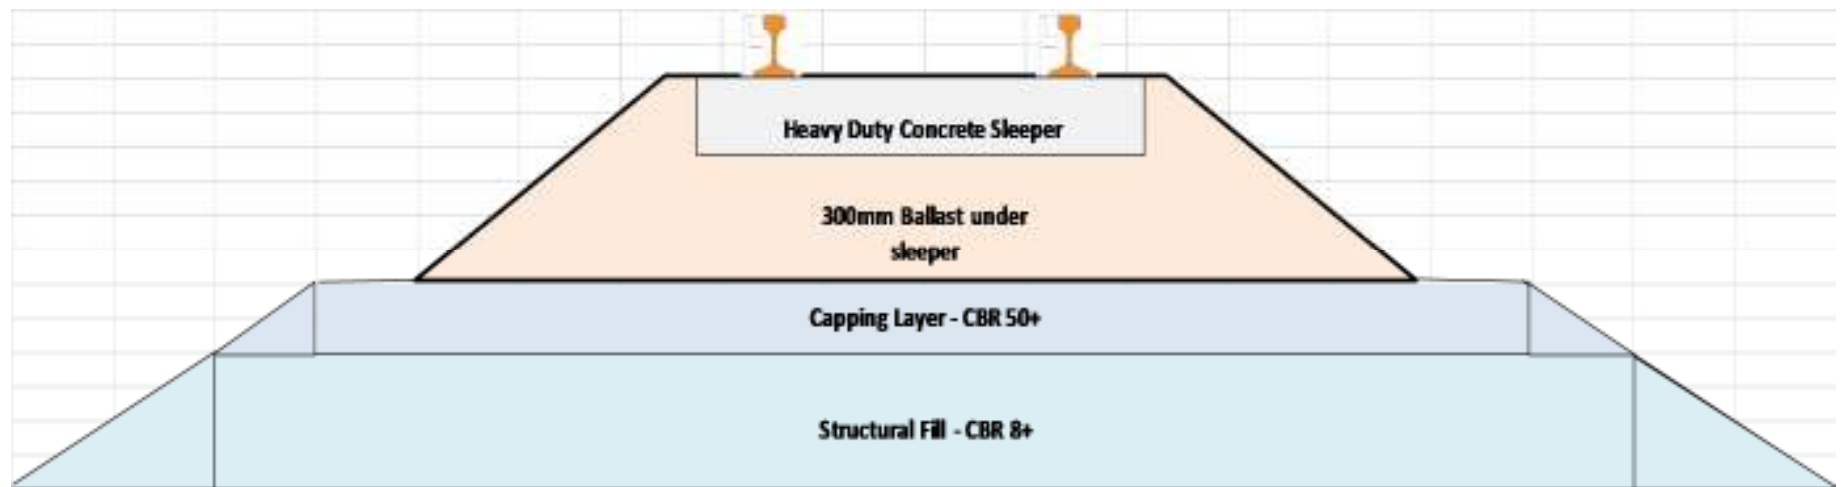 Heavy Duty Concrete Sleeper
300mm Ballast under
sleeper
Capping Layer - CBR 50+
Structural Fill - CBR 8+